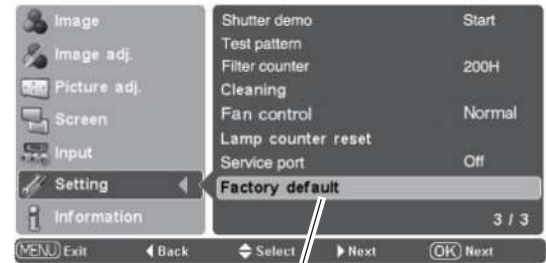 Image
Image adj.
Picture adj.
Screen
Input
Setting
Information
Shutter demo Start
Test pattern
Filter counter 200H
Cleaning
Fan control Normal
Lamp counter reset
Service port Off
Factory default
3 / 3
MENU Exit Back Select Next OK Next